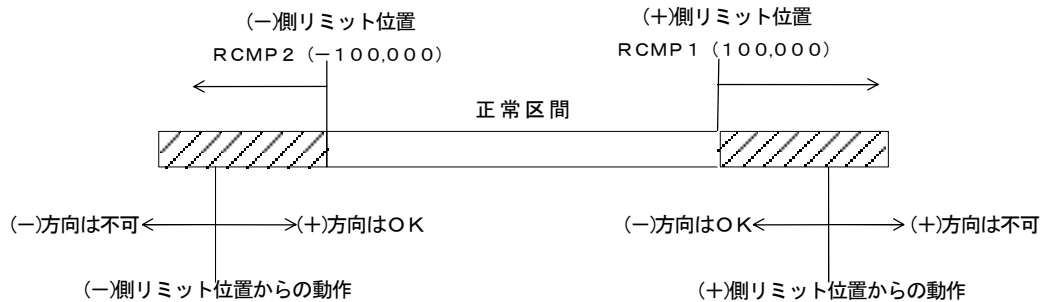 (－)側リミット位置
RCMP2 (－100,000)
(＋)側リミット位置
RCMP1 (100,000)
正常区間
(－)方向は不可
(＋)方向はOK
(－)方向はOK
(＋)方向は不可
(－)側リミット位置からの動作
(＋)側リミット位置からの動作